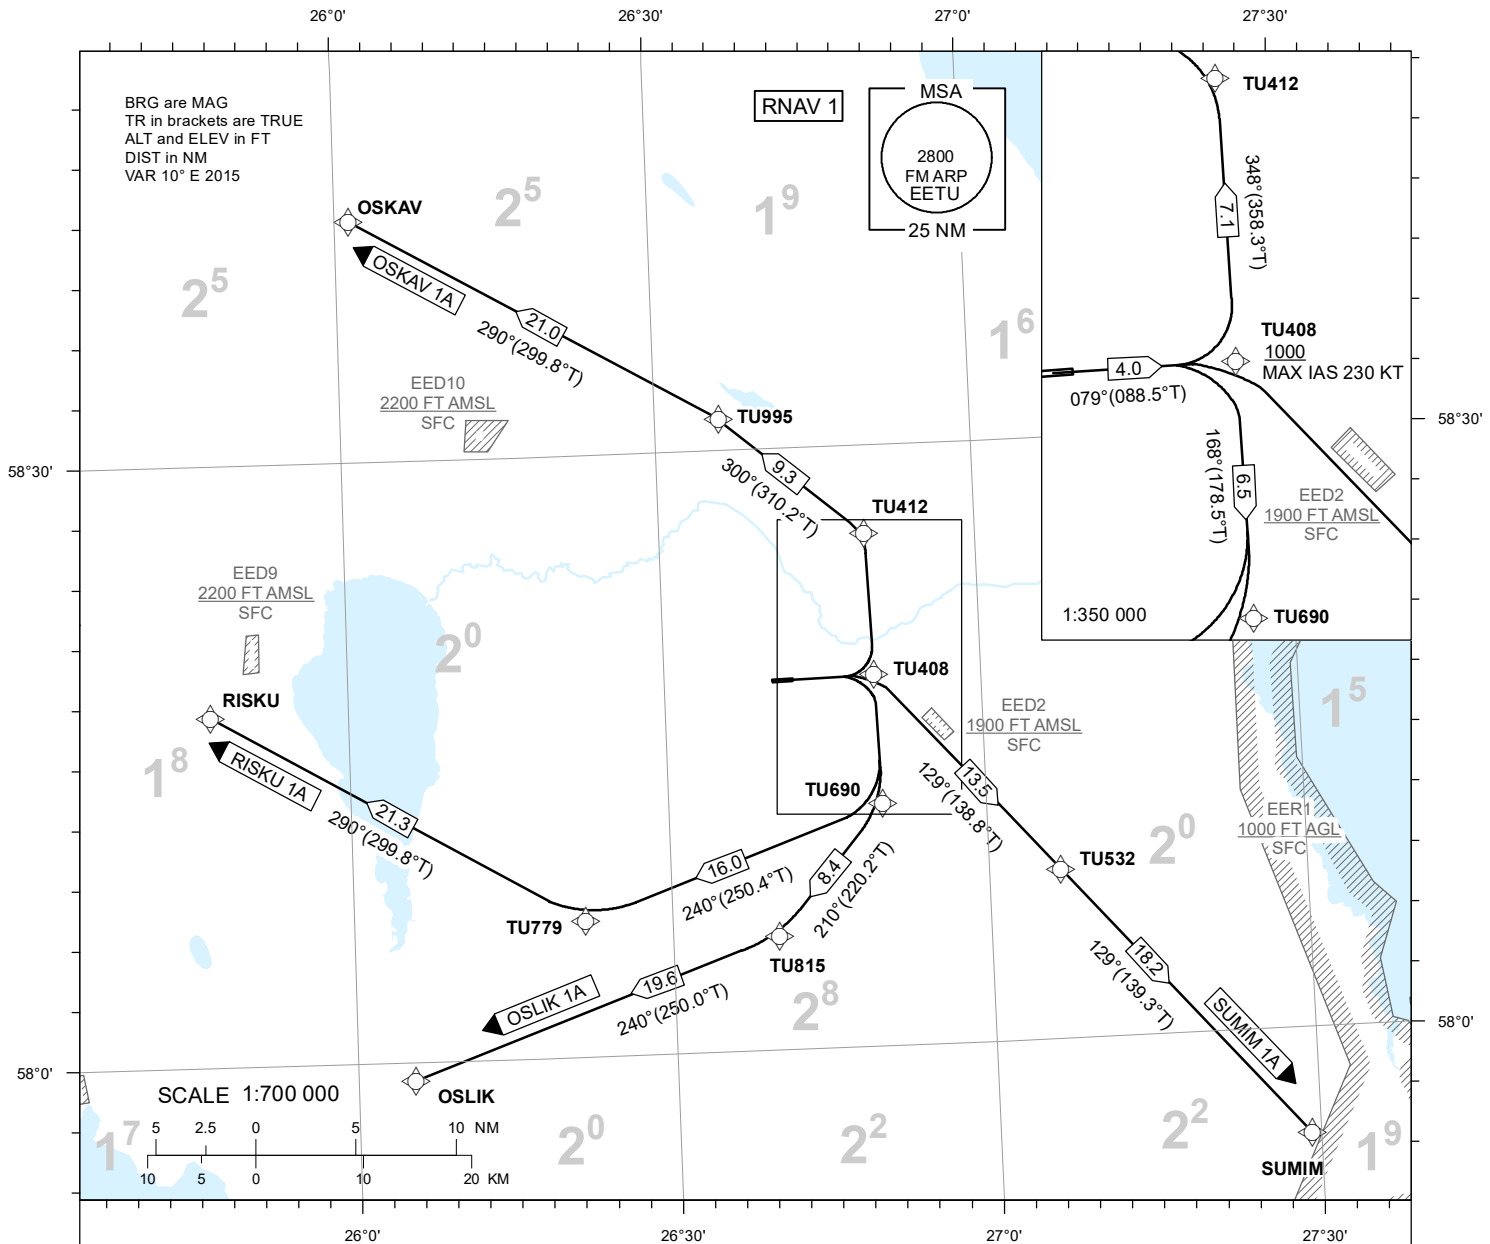 26°0'
26°30'
27°0'
27°30'
BRG are MAG
TR in brackets are TRUE
ALT and ELEV in FT
DIST in NM
VAR 10° E 2015
RNAV 1
MSA
2800
FM ARP
EETU
25 NM
TU412
348°(358.3°T)
7.1
TU408
1000
MAX IAS 230 KT
4.0
079°(088.5°T)
168°(178.5°T)
6.5
EED2
1900 FT AMSL
SFC
1:350 000
TU690
OSKAV
2⁵
1⁹
2⁵
OSKAV 1A
21.0
290°(299.8°T)
1⁶
EED10
2200 FT AMSL
SFC
TU995
58°30'
58°30'
9.3
300°(310.2°T)
TU412
EED9
2200 FT AMSL
SFC
2⁰
TU408
RISKU
1⁵
EED2
1900 FT AMSL
SFC
1⁸
RISKU 1A
21.3
290°(299.8°T)
TU690
13.5
129°(138.8°T)
EER1
1000 FT AGL
SFC
2⁰
TU532
16.0
240°(250.4°T)
8.4
210°(220.2°T)
TU779
TU815
18.2
129°(139.3°T)
19.6
240°(250.0°T)
OSLIK 1A
2⁸
SUMIM 1A
58°0'
58°0'
OSLIK
SCALE 1:700 000
5 2.5 0 5 10 NM
10 5 0 10 20 KM
1⁷
2⁰
2²
2²
1⁹
SUMIM
26°0'
26°30'
27°0'
27°30'